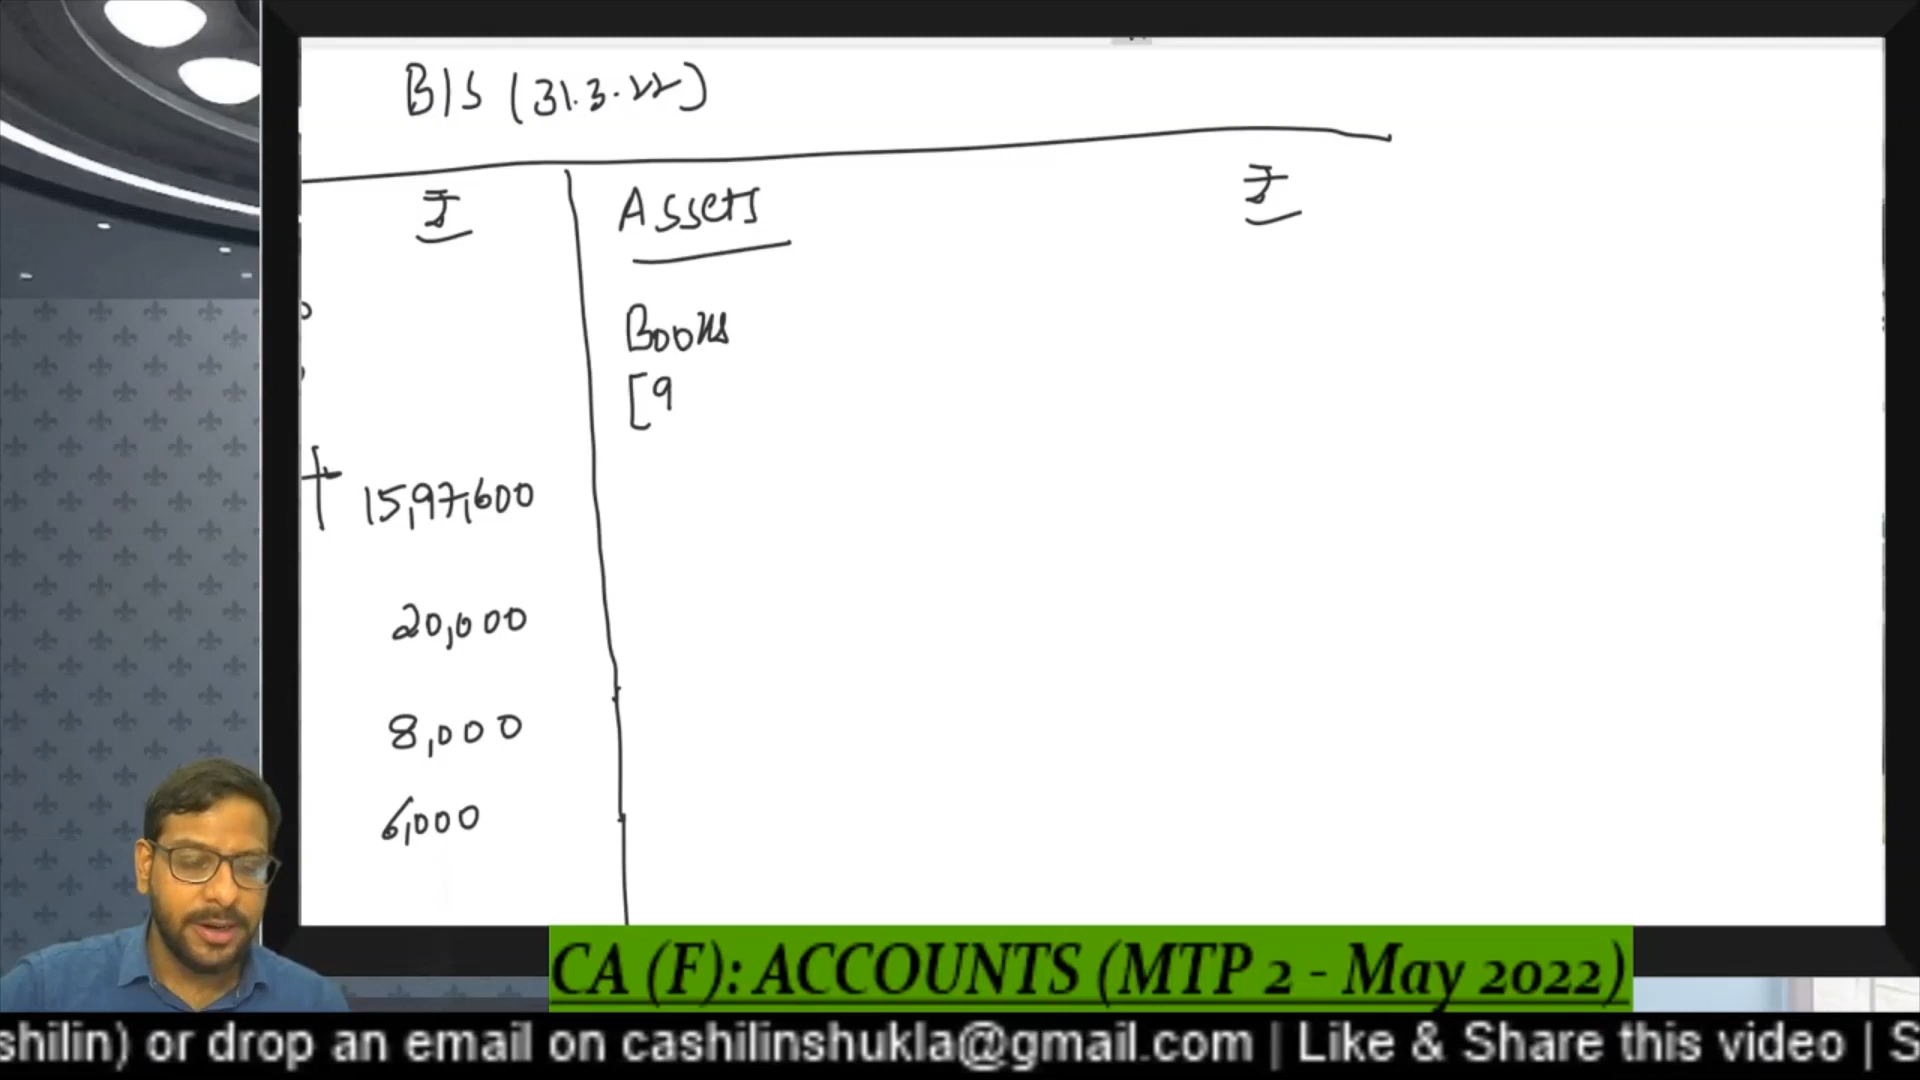 B/S (31.3.22)
₹
Assets
₹
Books
[9
15,97,600
20,000
8,000
6,000
CA (F): ACCOUNTS (MTP 2 - May 2022)
shilin) or drop an email on cashilinshukla@gmail.com | Like & Share this video | S